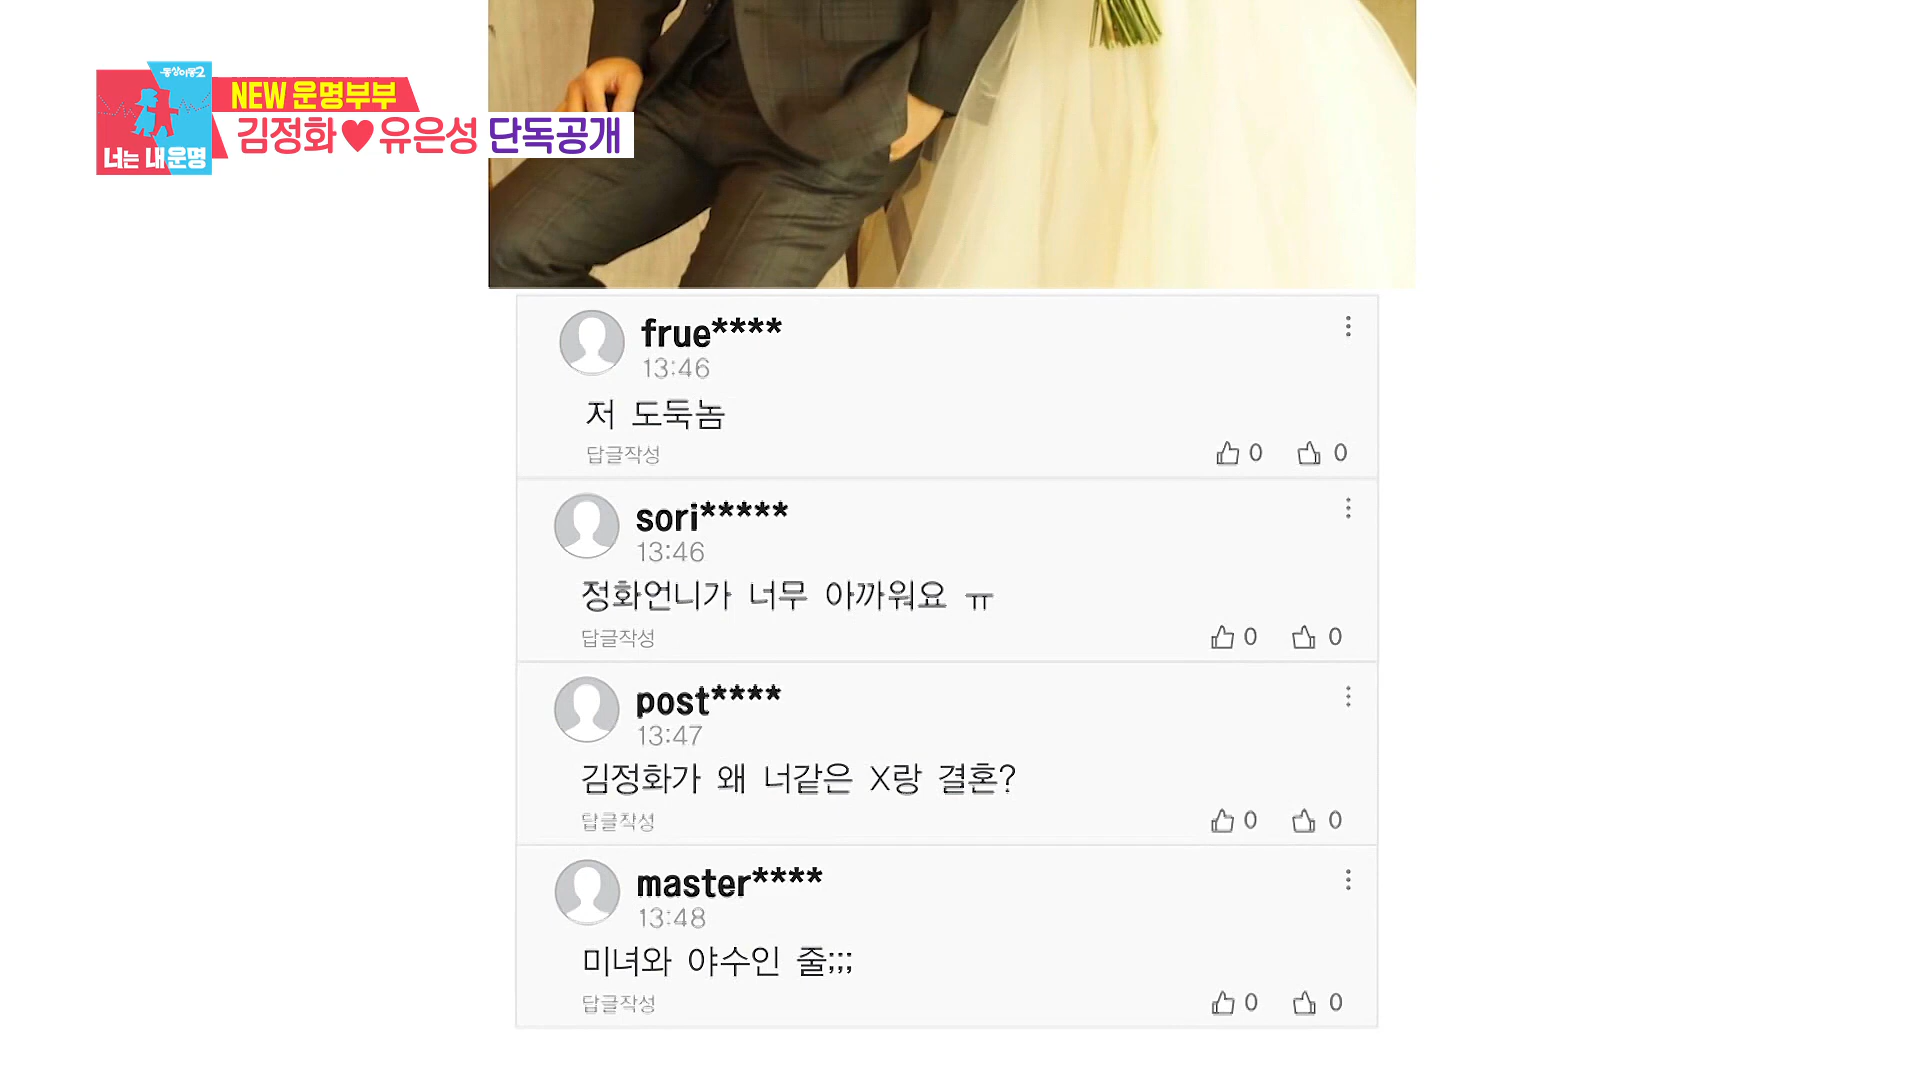 동상이몽2
너는 내 운명
NEW 운명부부
김정화♥유은성 단독공개
frue****
13:46
저 도둑놈
답글작성
0 0
sori*****
13:46
정화언니가 너무 아까워요 ㅠ
답글작성
0 0
post****
13:47
김정화가 왜 너같은 X랑 결혼?
답글작성
0 0
master****
13:48
미녀와 야수인 줄;;;
답글작성
0 0